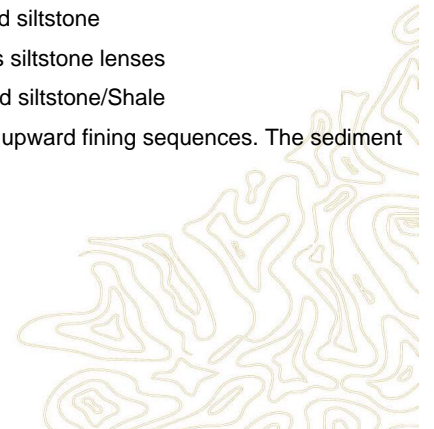 d siltstone
s siltstone lenses
d siltstone/Shale
upward fining sequences. The sediment